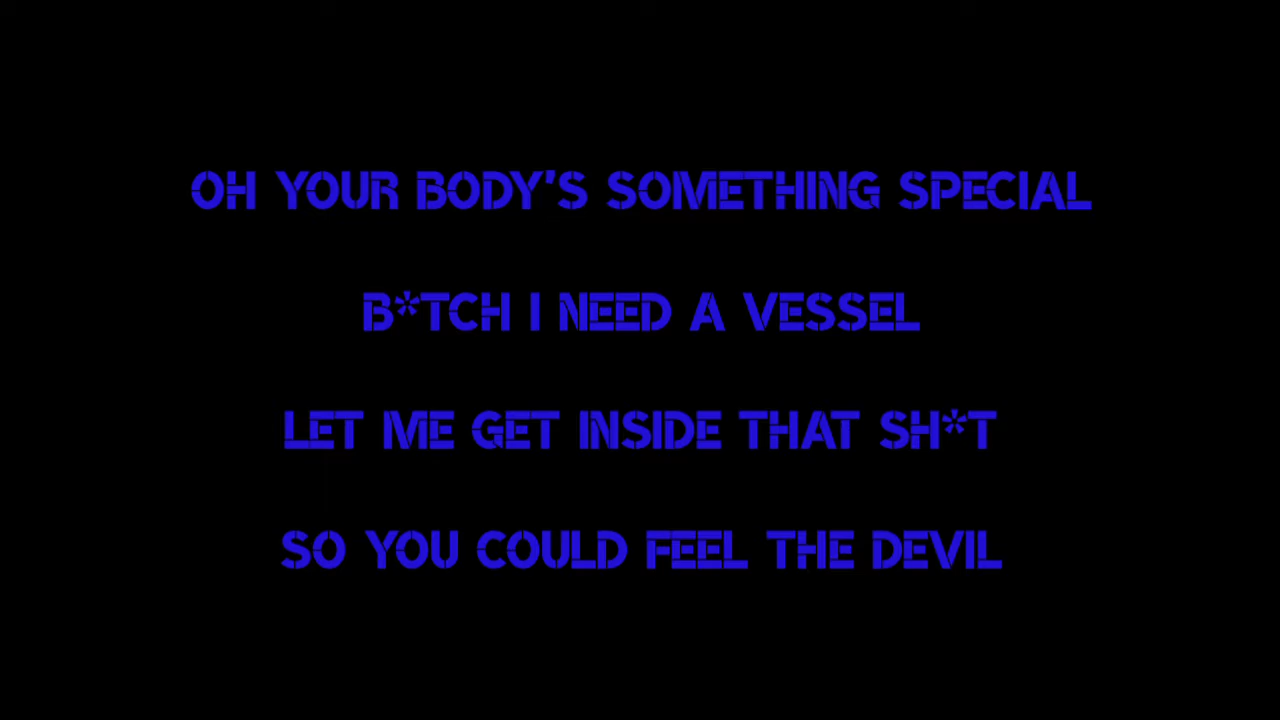 OH YOUR BODY'S SOMETHING SPECIAL
B*TCH I NEED A VESSEL
LET ME GET INSIDE THAT SH*T
SO YOU COULD FEEL THE DEVIL